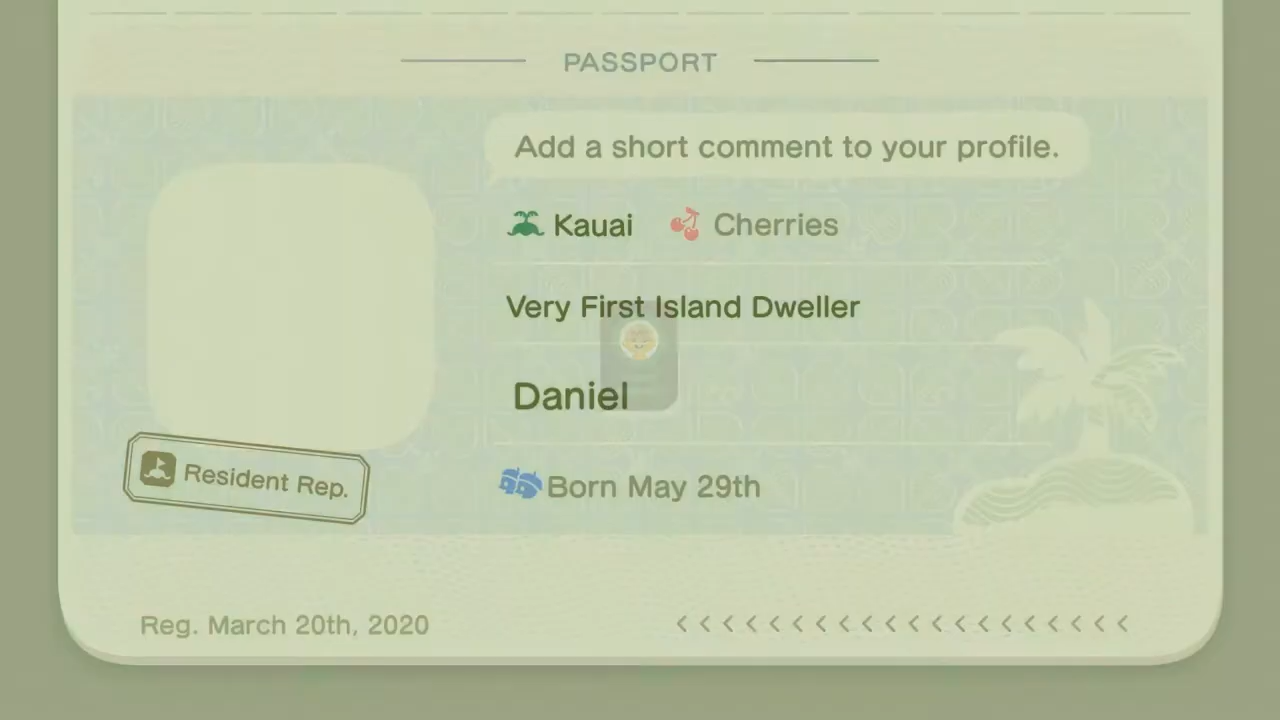 PASSPORT
Add a short comment to your profile.
Kauai Cherries
Very First Island Dweller
Daniel
Born May 29th
Resident Rep.
Reg. March 20th, 2020 <<<<<<<<<<<<<<<<<<<<